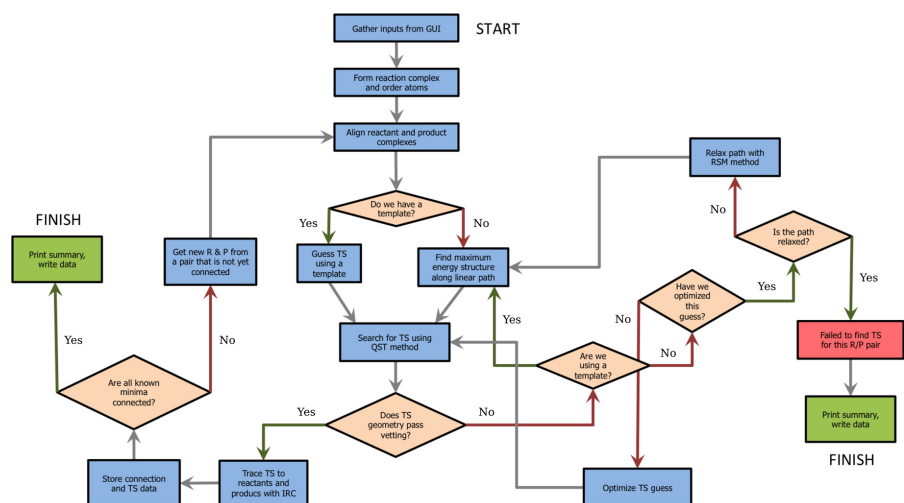 Gather inputs from GUI
START
Form reaction complex
and order atoms
Align reactant and product
complexes
Relax path with
RSM method
Do we have a
template?
Yes
No
No
FINISH
Is the path
relaxed?
Print summary,
write data
Get new R & P from
a pair that is not yet
connected
Guess TS
using a
template
Find maximum
energy structure
along linear path
Have we
optimized this
guess?
Yes
Yes
Yes
No
Yes
No
Search for TS using
QST method
Failed to find TS
for this R/P pair
Are we
using a
template?
No
Are all known
minima
connected?
Yes
Does TS
geometry pass
vetting?
No
Print summary,
write data
FINISH
Store connection
and TS data
Trace TS to
reactants and
producs with IRC
Optimize TS guess